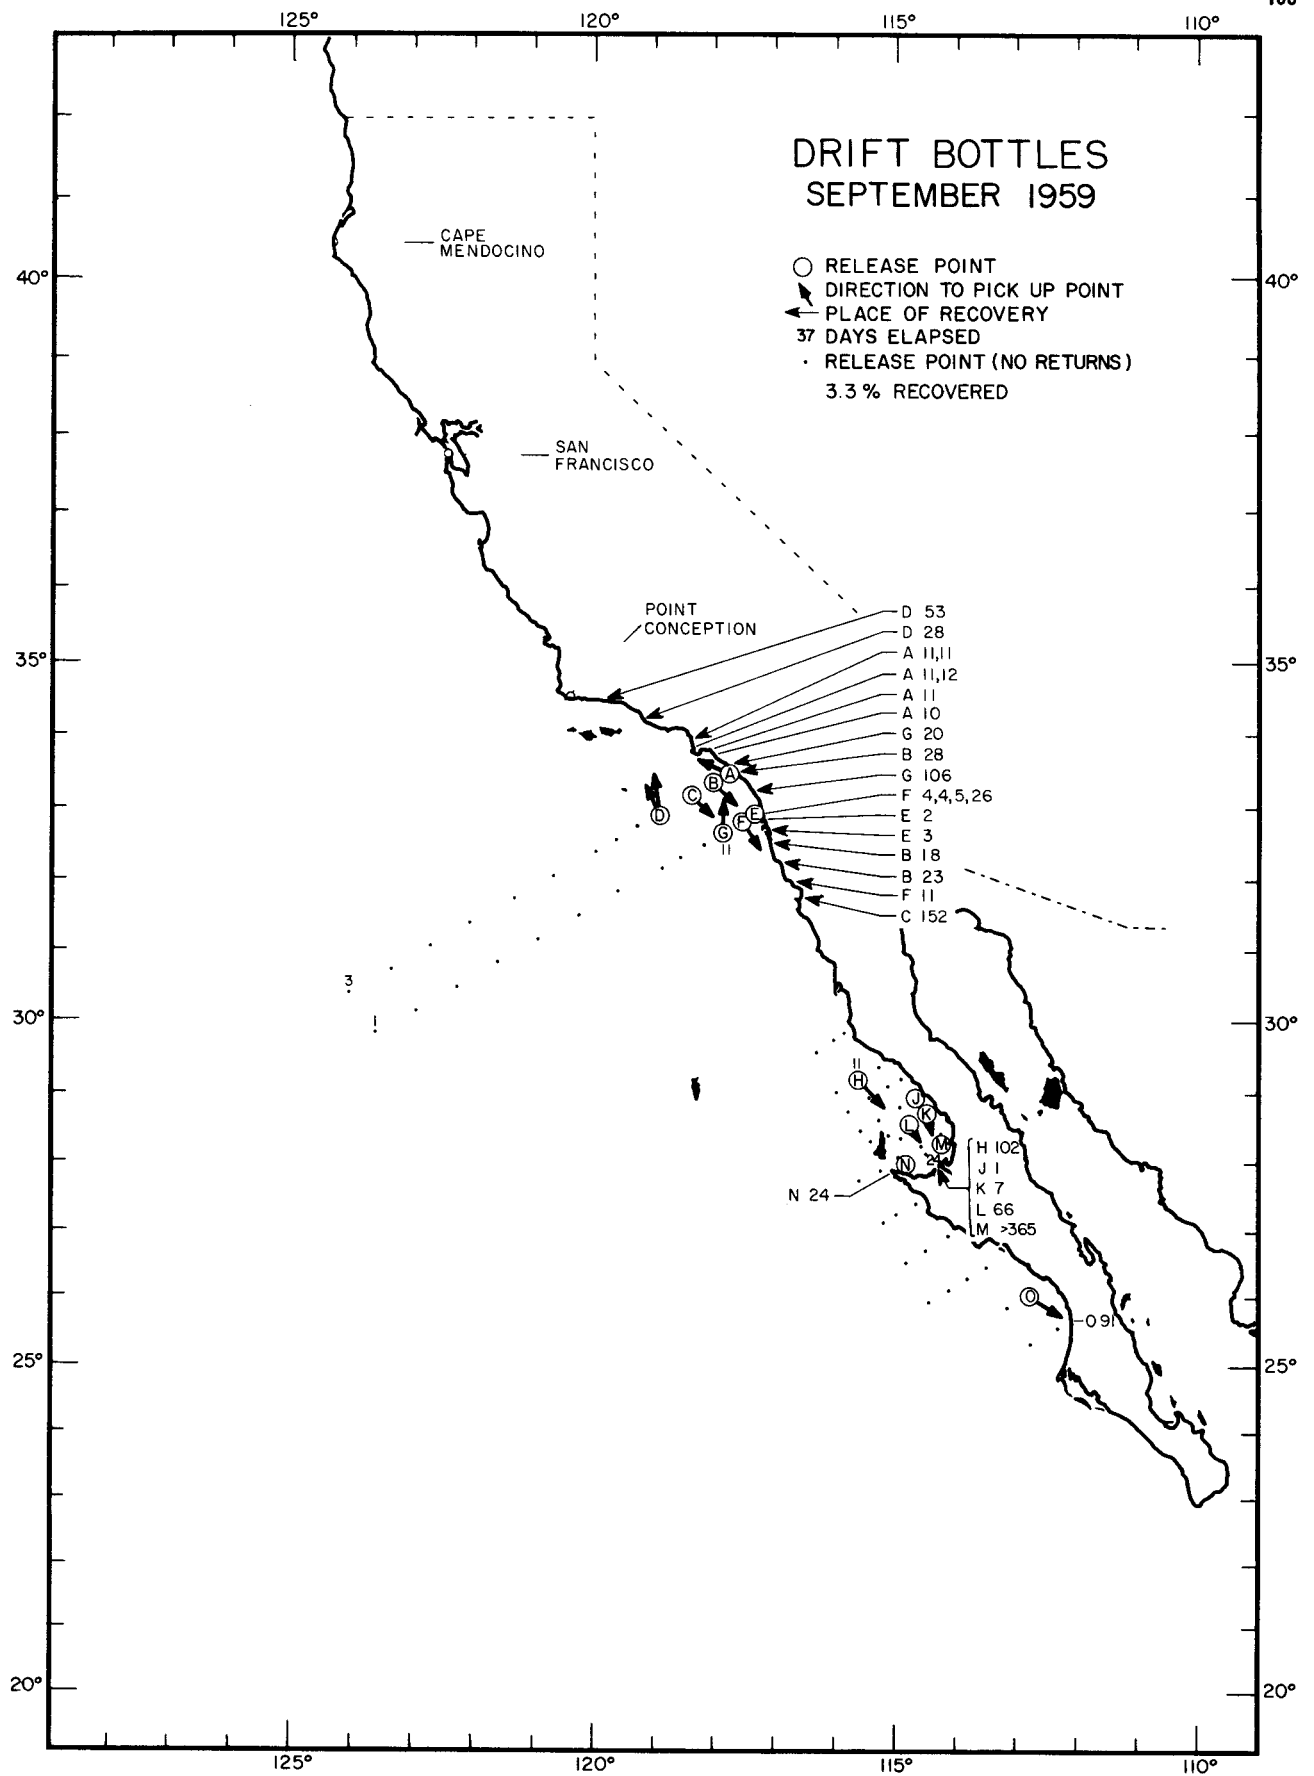 125° 120° 115° 110°
DRIFT BOTTLES
SEPTEMBER 1959
RELEASE POINT
DIRECTION TO PICK UP POINT
PLACE OF RECOVERY
37 DAYS ELAPSED
RELEASE POINT (NO RETURNS)
3.3 % RECOVERED
CAPE
MENDOCINO
40° 40°
SAN
FRANCISCO
POINT
CONCEPTION
35° 35°
D 53
D 28
A 11,11
A 11,12
A 11
A 10
G 20
B 28
G 106
F 4,4,5,26
E 2
E 3
B 18
B 23
F 11
C 152
A
B
C
D
E
F
G
11
3
1
30° 30°
11
H
J
K
L
M
N
24
H 102
J 1
K 7
L 66
M >365
N 24
O
O 91
25° 25°
20° 20°
125° 120° 115° 110°